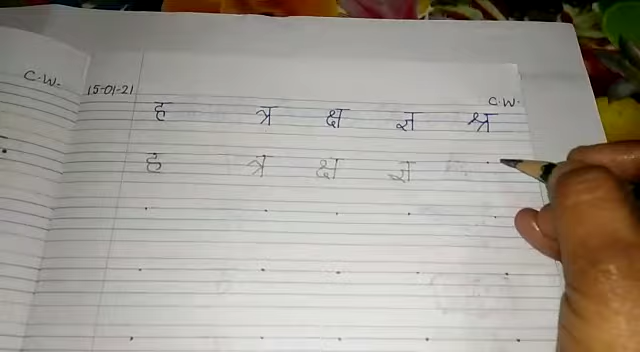 C.W.
15-01-21
C.W.
ह त्र क्ष ज्ञ श्र
ह त्र क्ष ज्ञ